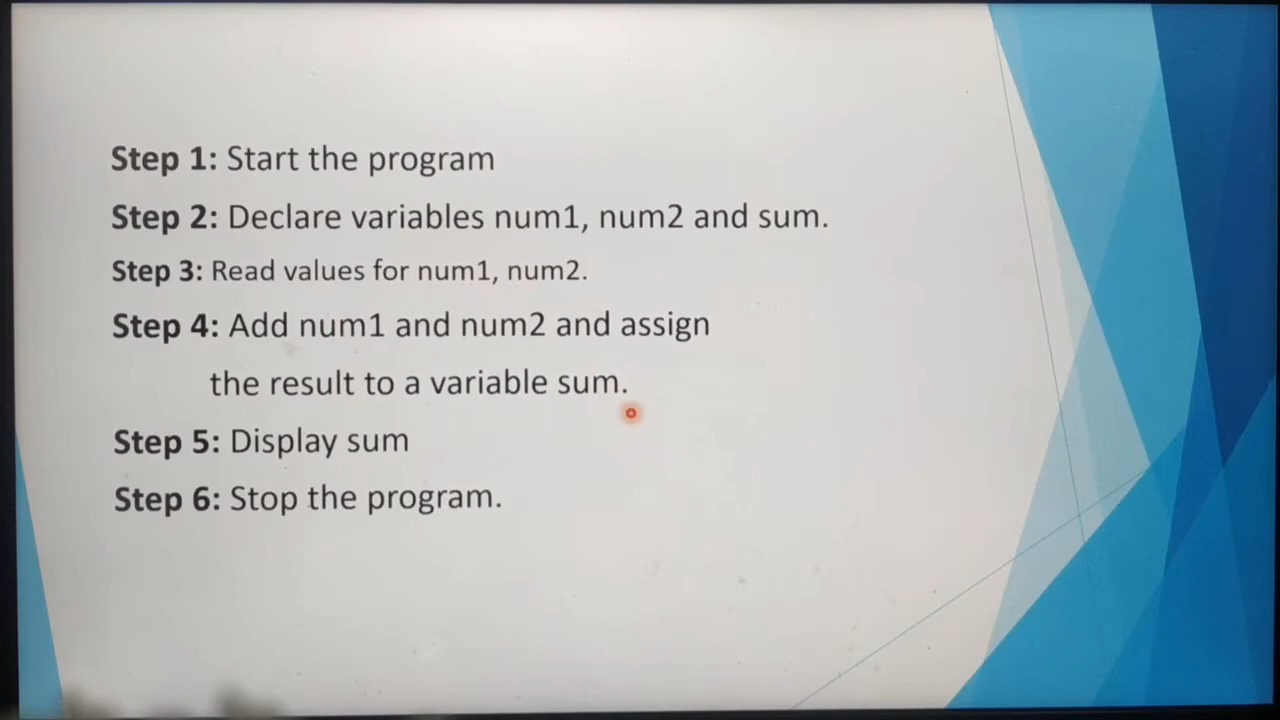 Step 1: Start the program
Step 2: Declare variables num1, num2 and sum.
Step 3: Read values for num1, num2.
Step 4: Add num1 and num2 and assign
the result to a variable sum.
Step 5: Display sum
Step 6: Stop the program.